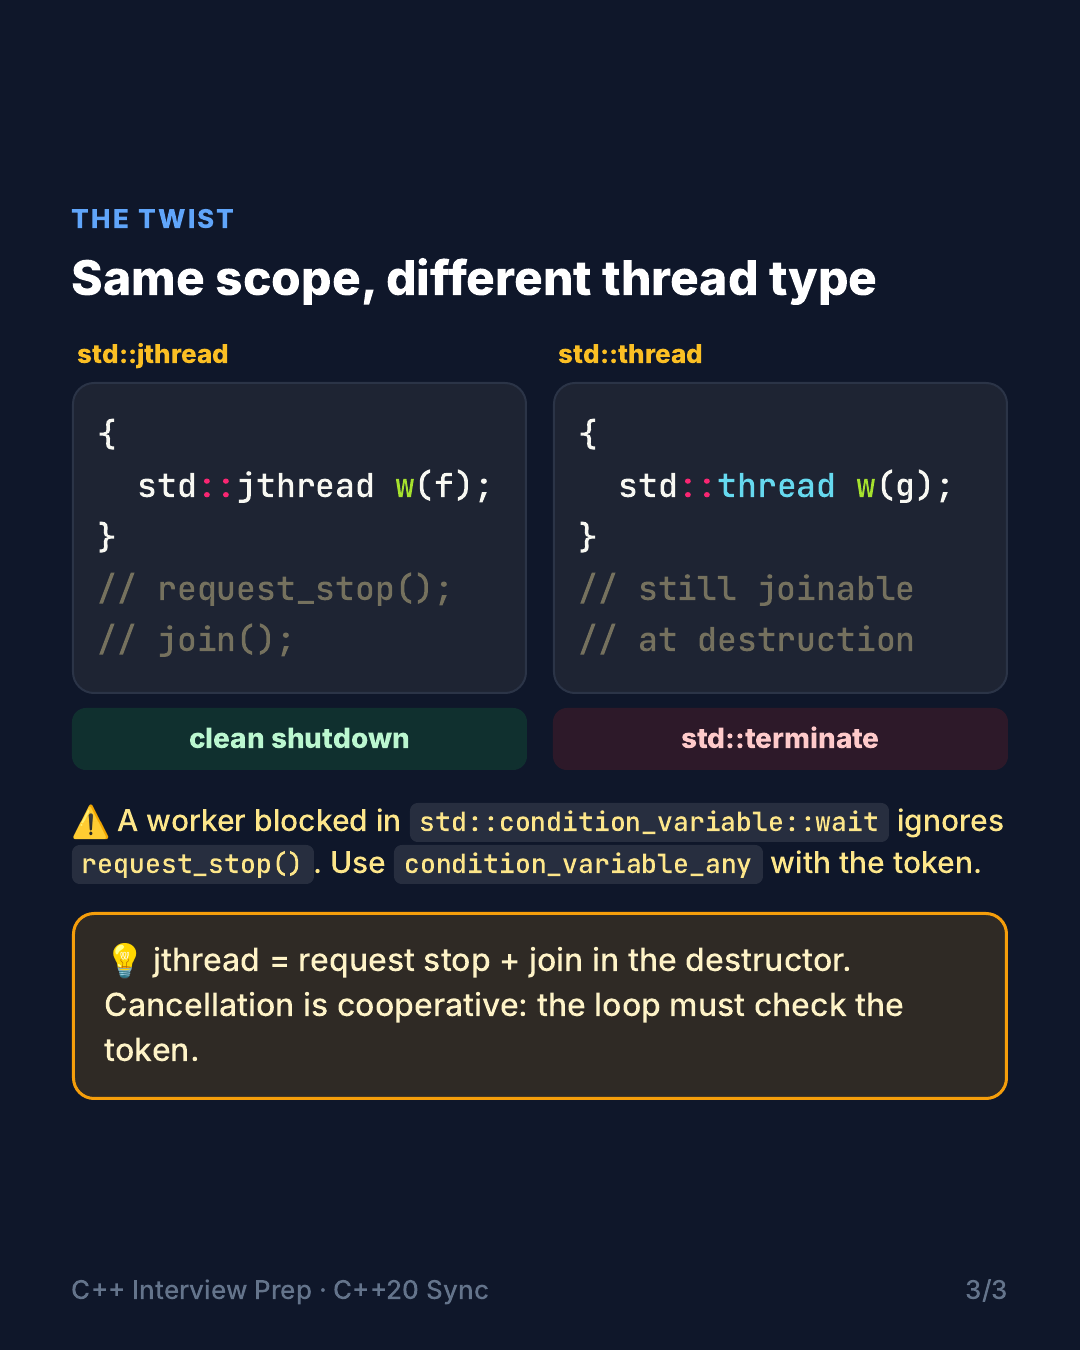 THE TWIST
Same scope, different thread type
std::jthread
{
  std::jthread w(f);
}
// request_stop();
// join();
clean shutdown
std::thread
{
  std::thread w(g);
}
// still joinable
// at destruction
std::terminate
⚠️ A worker blocked in std::condition_variable::wait ignores
request_stop(). Use condition_variable_any with the token.
💡 jthread = request stop + join in the destructor.
Cancellation is cooperative: the loop must check the
token.
C++ Interview Prep · C++20 Sync
3/3